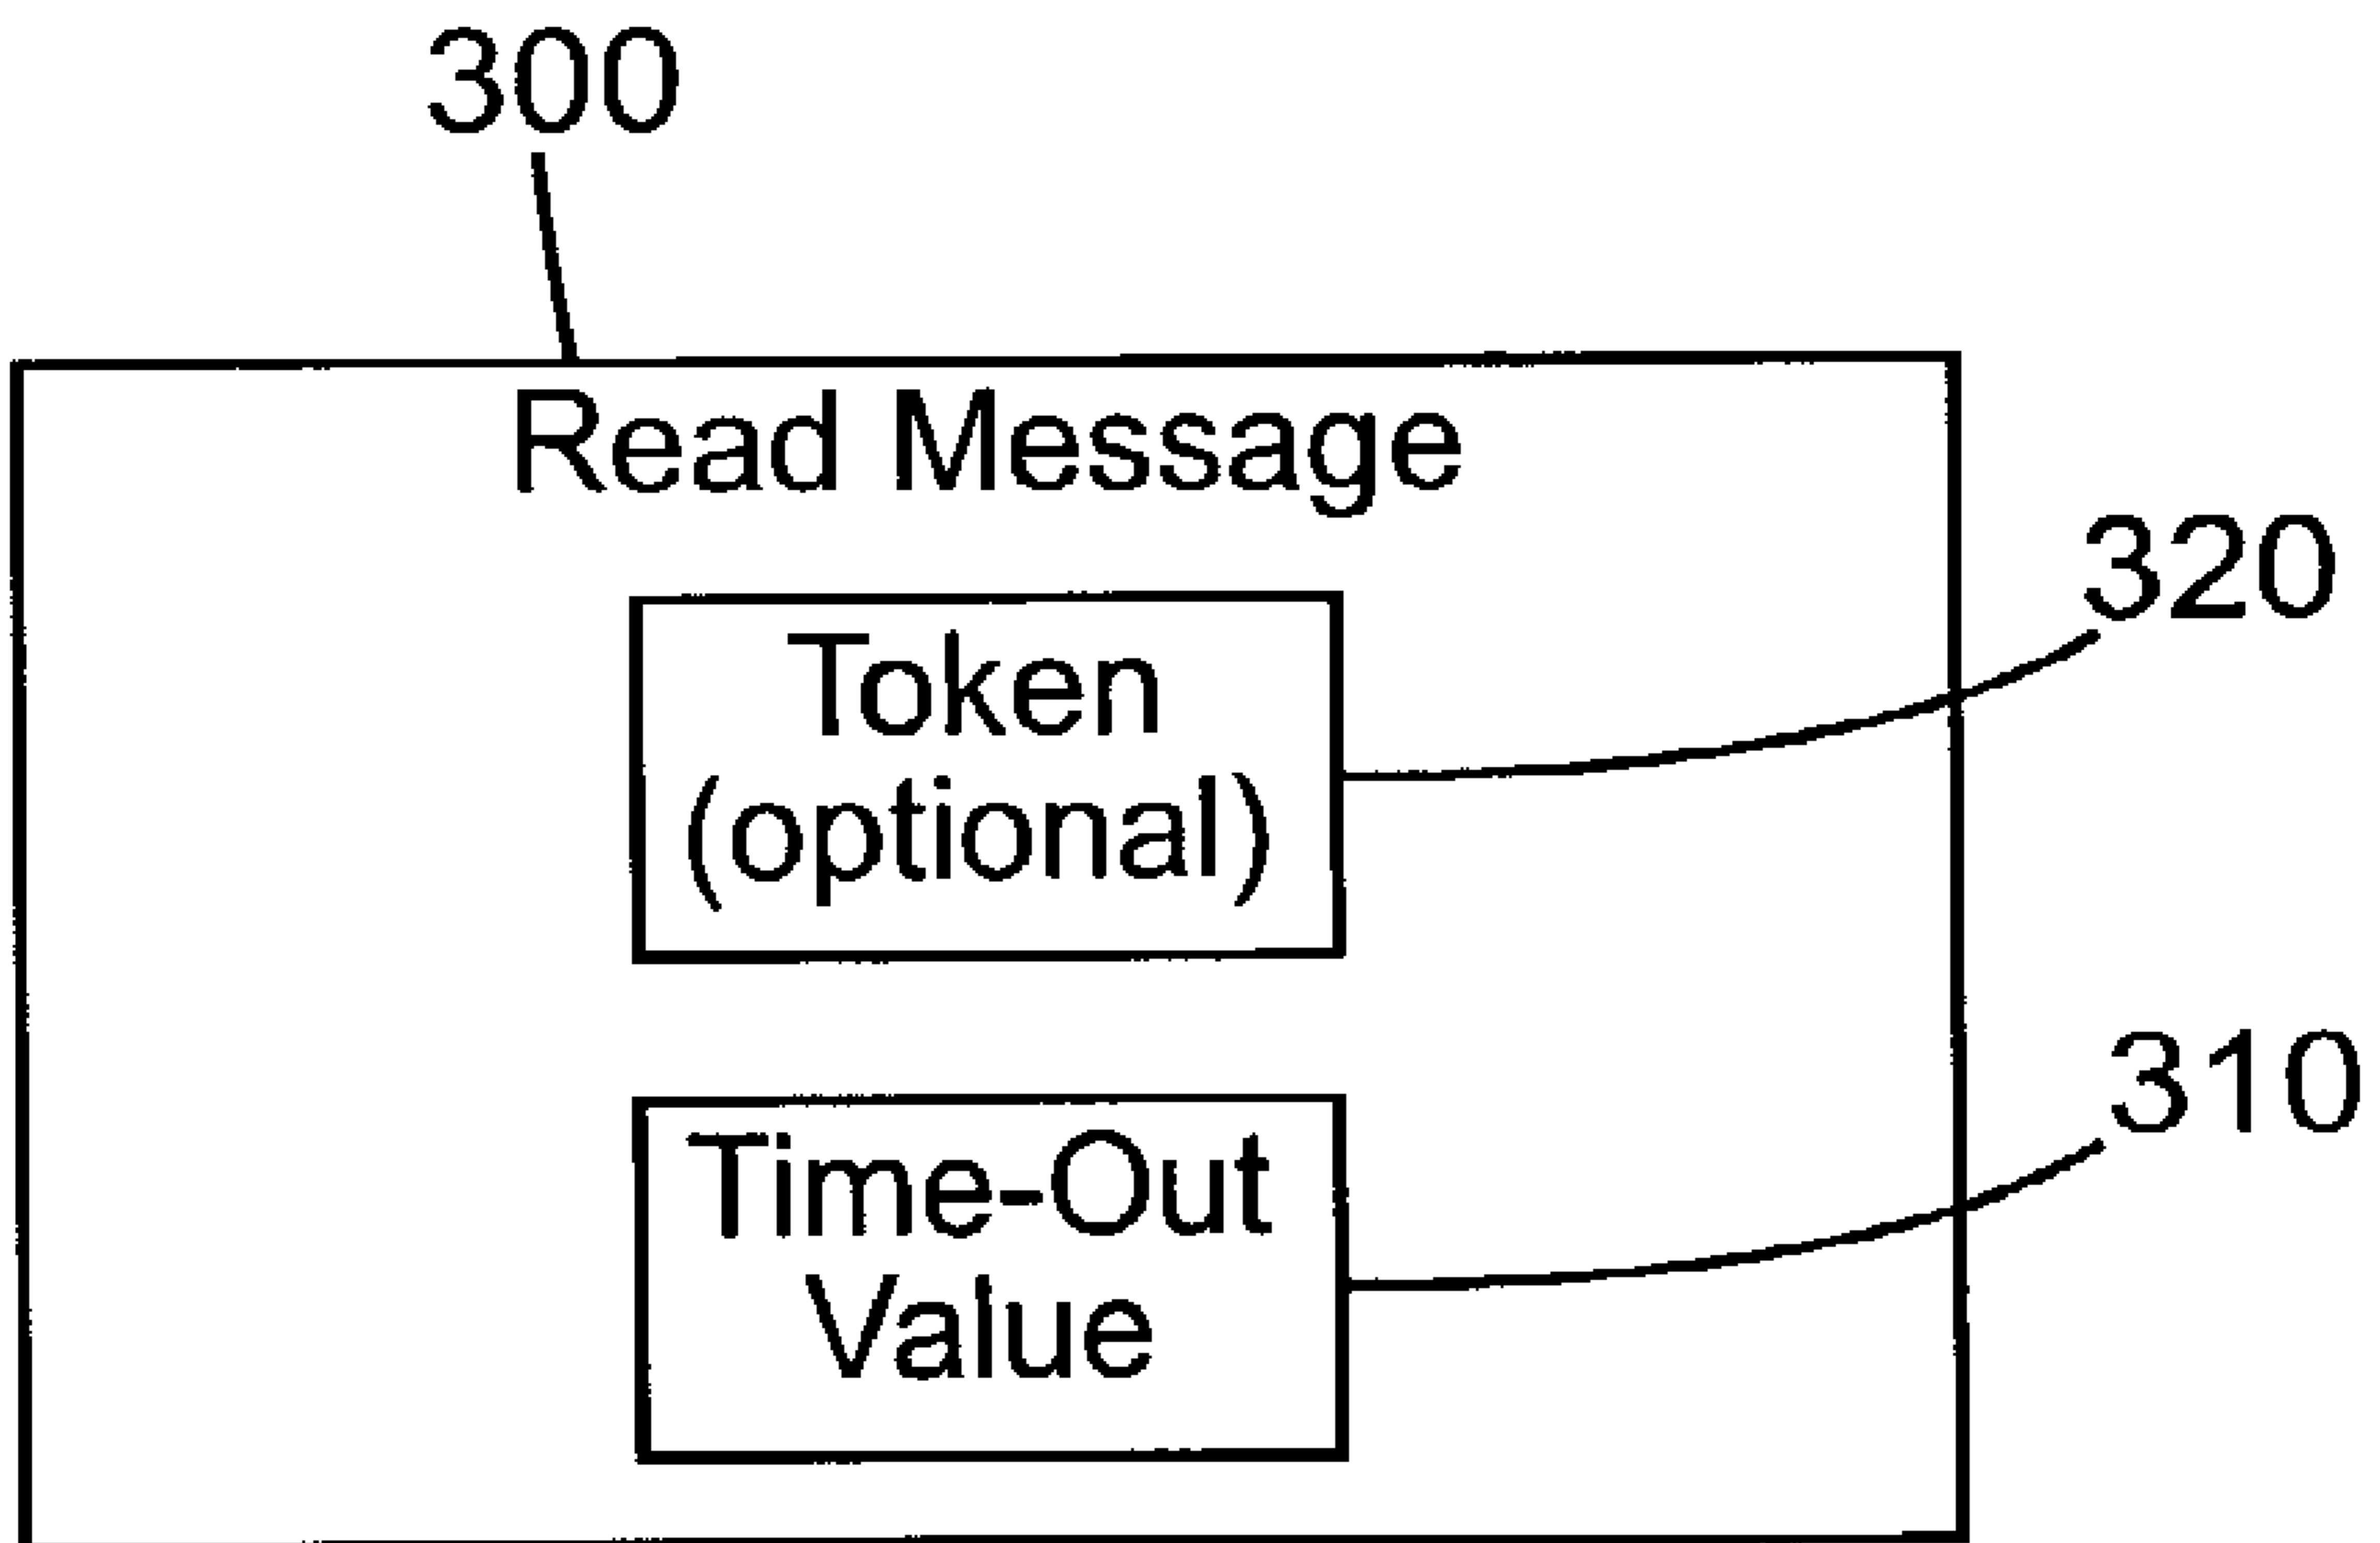 300
Read Message
320
Token
(optional)
310
Time-Out
Value